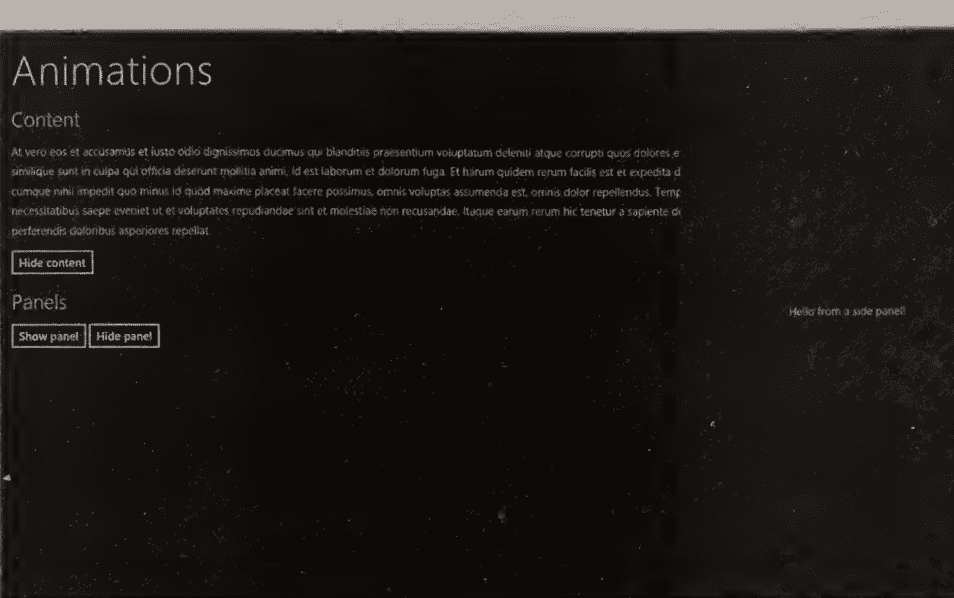 Animations
Content
At vero eos et accusamus et iusto odio dignissimos ducimus qui blanditiis praesentium voluptatum deleniti atque corrupti quos dolores e
similique sunt in culpa qui officia deserunt mollitia animi, id est laborum et dolorum fuga. Et harum quidem rerum facilis est et expedita d
cumque nihil impedit quo minus id quod maxime placeat facere possimus, omnis voluptas assumenda est, omnis dolor repellendus. Temp
necessitatibus saepe eveniet ut et voluptates repudiandae sint et molestiae non recusandae. Itaque earum rerum hic tenetur a sapiente de
perferendis doloribus asperiores repellat.
Hide content
Panels
Show panel Hide panel
Hello from a side panel!